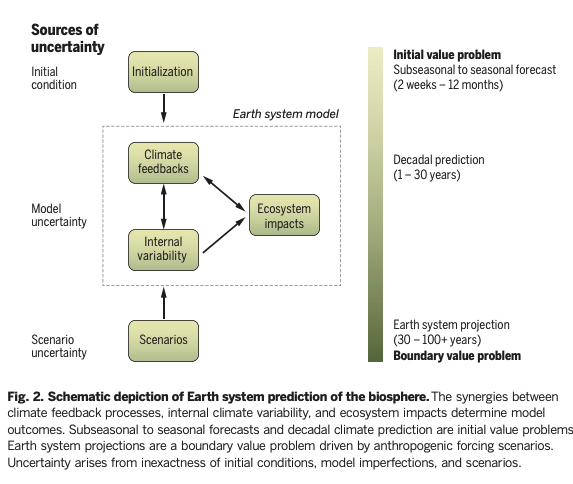 Sources of
uncertainty
Initial
condition
Initialization
Earth system model
Climate
feedbacks
Model
uncertainty
Ecosystem
impacts
Internal
variability
Scenario
uncertainty
Scenarios
Initial value problem
Subseasonal to seasonal forecast
(2 weeks – 12 months)
Decadal prediction
(1 – 30 years)
Earth system projection
(30 – 100+ years)
Boundary value problem
Fig. 2. Schematic depiction of Earth system prediction of the biosphere. The synergies between
climate feedback processes, internal climate variability, and ecosystem impacts determine model
outcomes. Subseasonal to seasonal forecasts and decadal climate prediction are initial value problems
Earth system projections are a boundary value problem driven by anthropogenic forcing scenarios.
Uncertainty arises from inexactness of initial conditions, model imperfections, and scenarios.